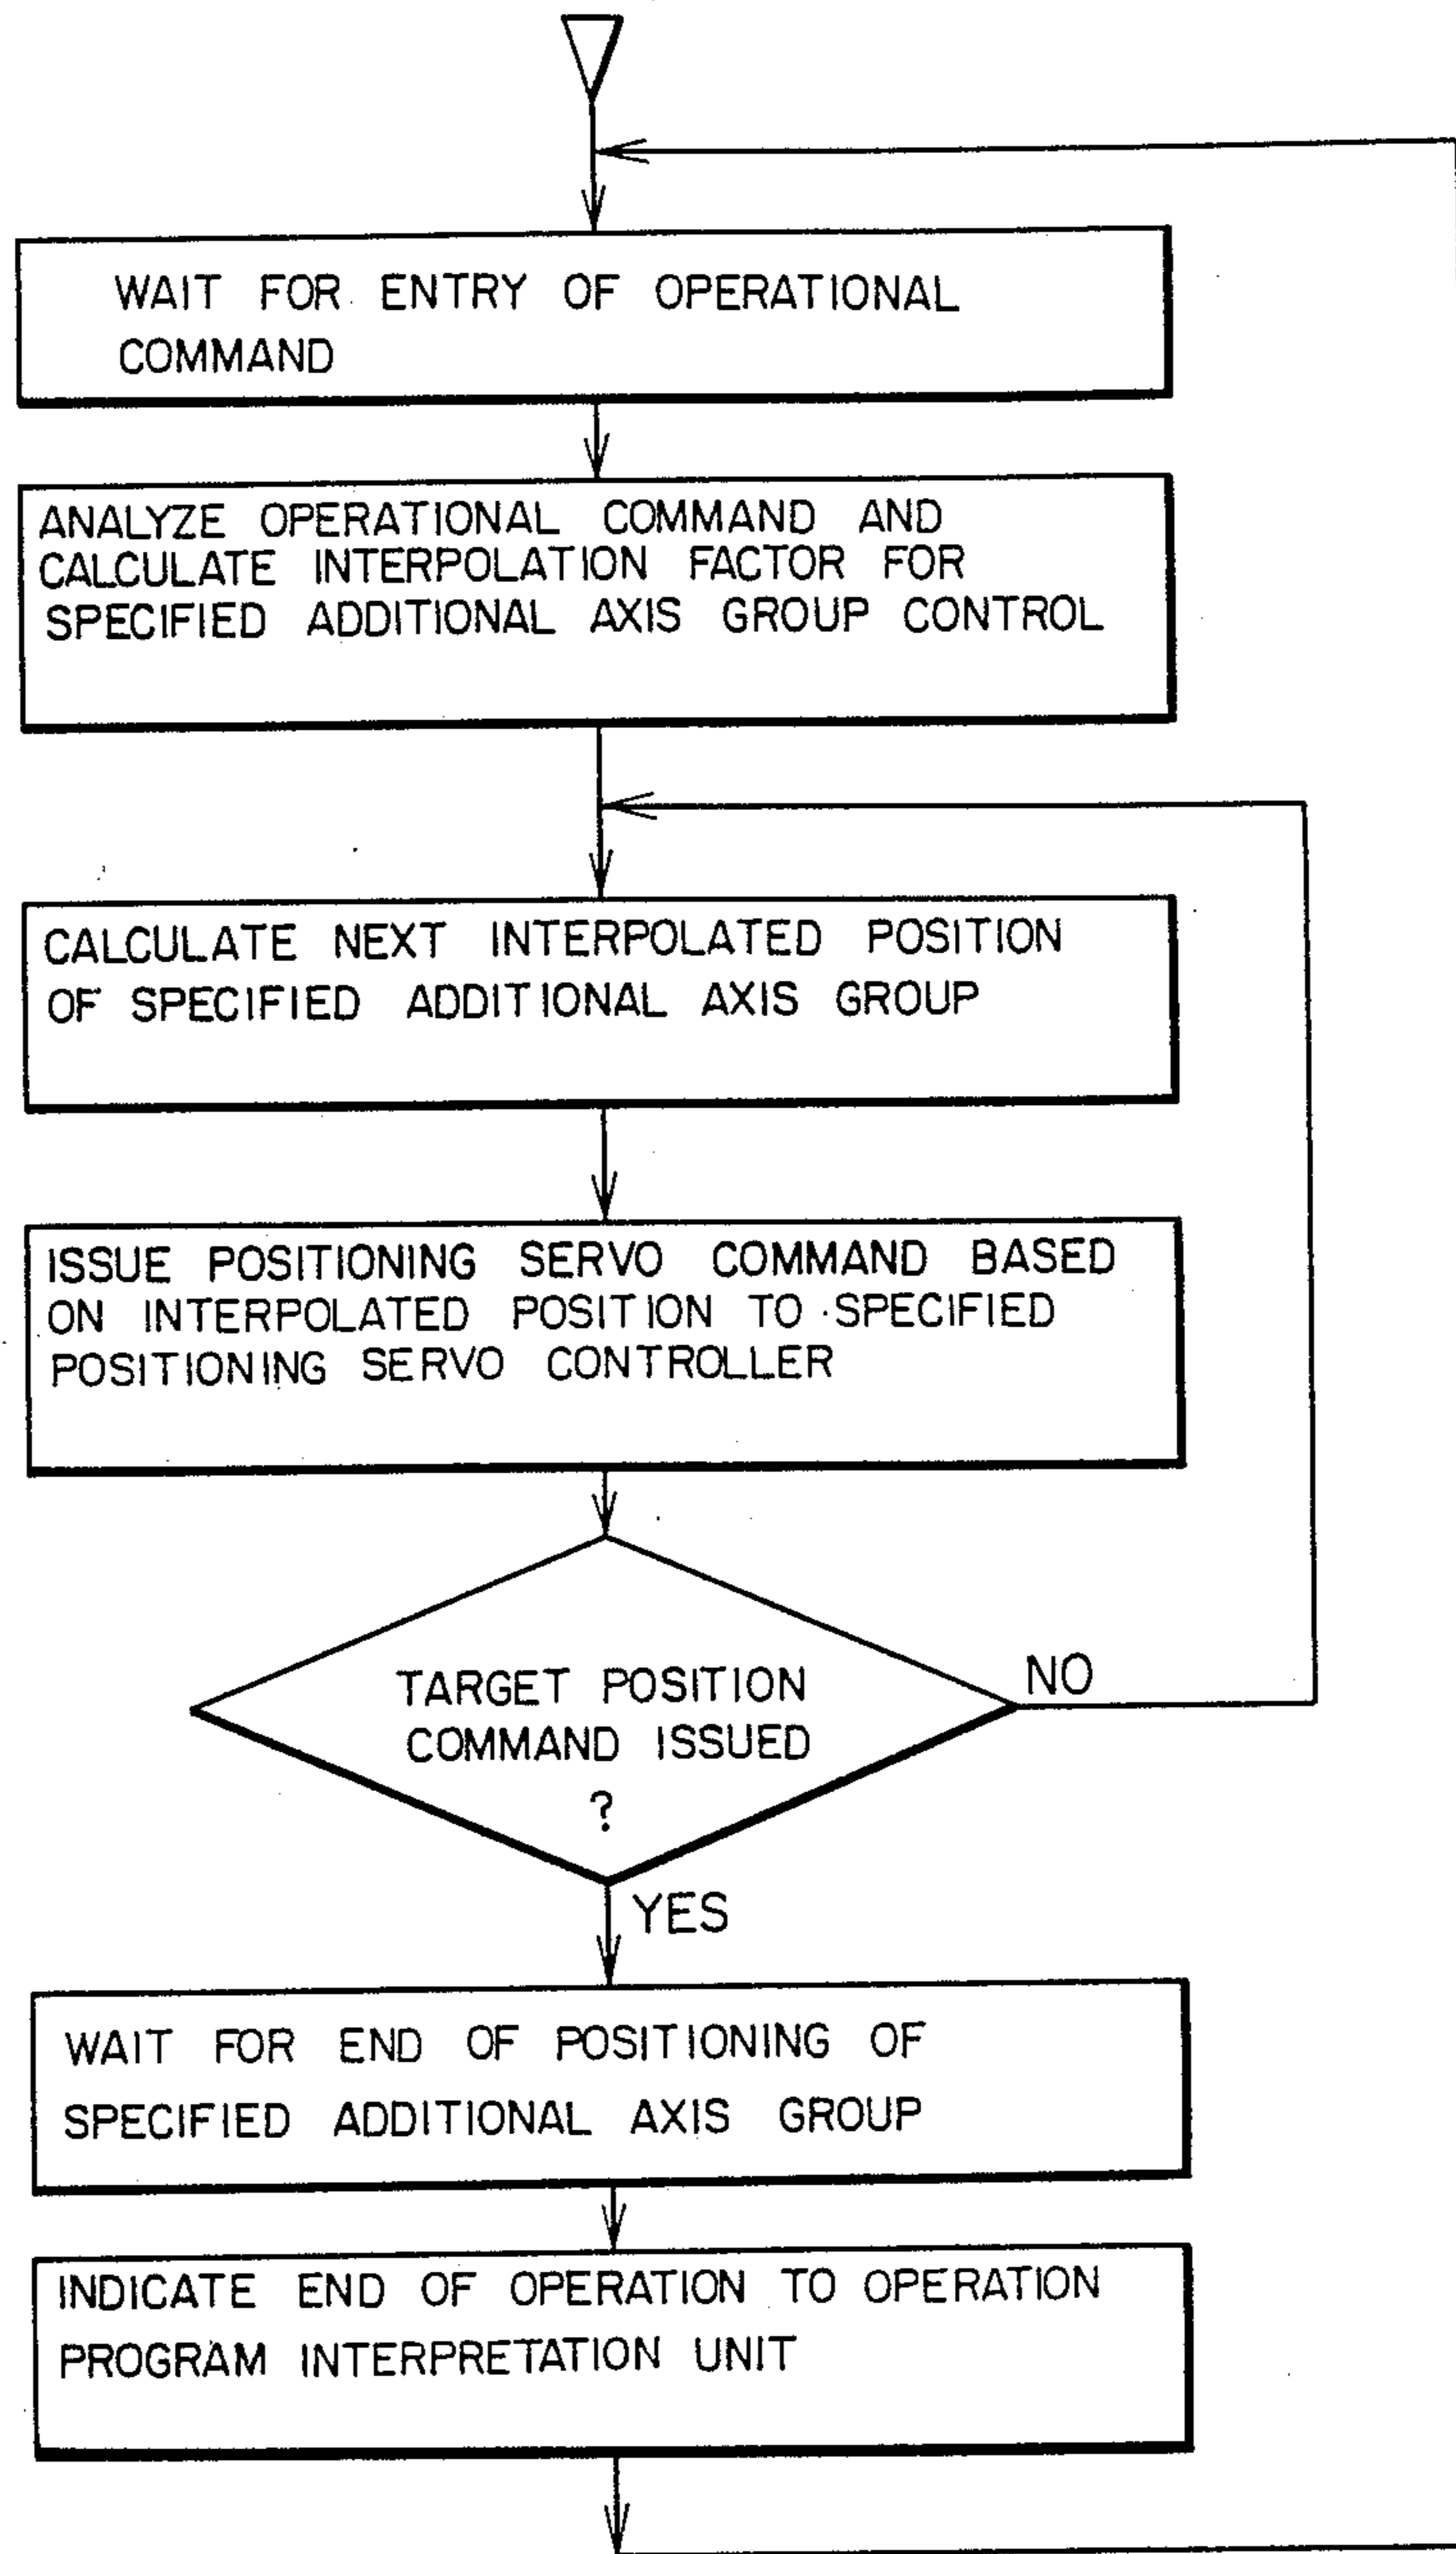 WAIT FOR ENTRY OF OPERATIONAL
COMMAND
ANALYZE OPERATIONAL COMMAND AND
CALCULATE INTERPOLATION FACTOR FOR
SPECIFIED ADDITIONAL AXIS GROUP CONTROL
CALCULATE NEXT INTERPOLATED POSITION
OF SPECIFIED ADDITIONAL AXIS GROUP
ISSUE POSITIONING SERVO COMMAND BASED
ON INTERPOLATED POSITION TO SPECIFIED
POSITIONING SERVO CONTROLLER
NO
TARGET POSITION
COMMAND ISSUED
?
YES
WAIT FOR END OF POSITIONING OF
SPECIFIED ADDITIONAL AXIS GROUP
INDICATE END OF OPERATION TO OPERATION
PROGRAM INTERPRETATION UNIT